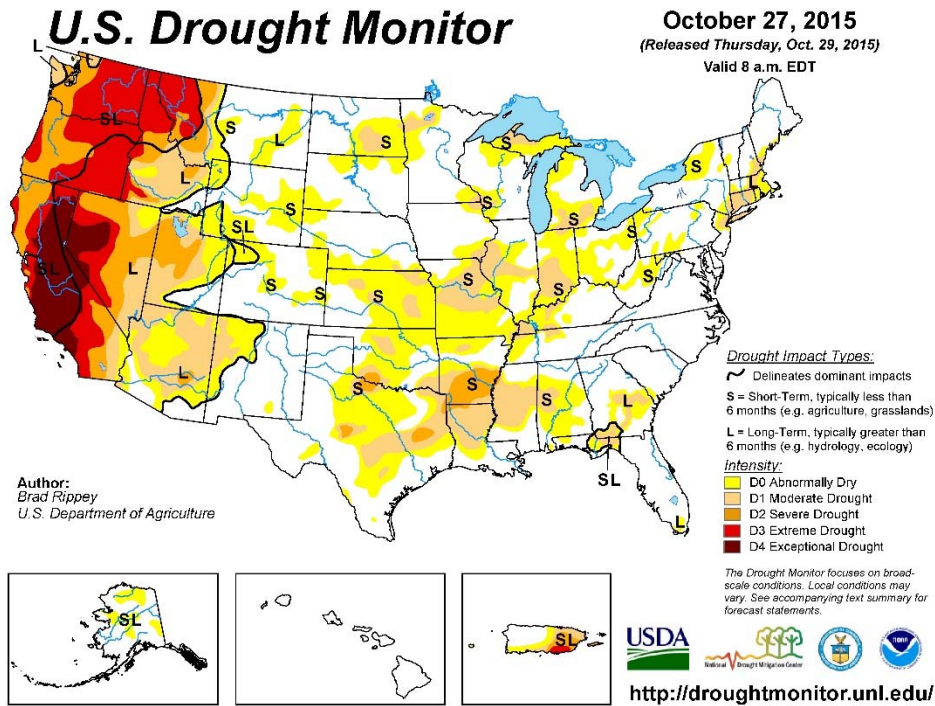 U.S. Drought Monitor
October 27, 2015
(Released Thursday, Oct. 29, 2015)
Valid 8 a.m. EDT
L
SL
S
L
S
S
S
L
S
SL
S
S
S
S
L
SL
L
S
S
S
S
S
S
S
L
L
S
S
S
L
SL
L
Drought Impact Types:
Delineates dominant impacts
S = Short-Term, typically less than
6 months (e.g. agriculture, grasslands)
L = Long-Term, typically greater than
6 months (e.g. hydrology, ecology)
Intensity:
D0 Abnormally Dry
D1 Moderate Drought
D2 Severe Drought
D3 Extreme Drought
D4 Exceptional Drought
Author:
Brad Rippey
U.S. Department of Agriculture
The Drought Monitor focuses on broad-
scale conditions. Local conditions may
vary. See accompanying text summary for
forecast statements.
SL
SL
USDA
National Drought Mitigation Center
http://droughtmonitor.unl.edu/